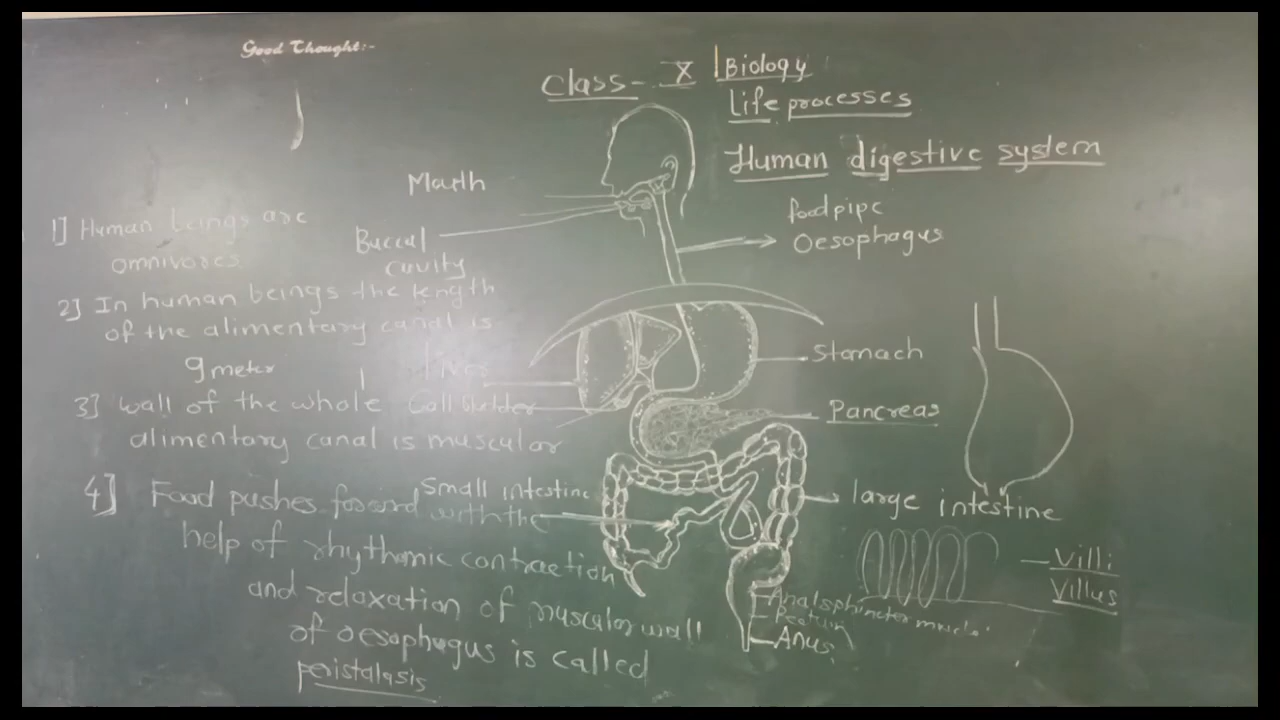 Good Thought:-
Class- X Biology
Life processes
Human digestive system
Mouth
Buccal
cavity
food pipe
Oesophagus
1] Human beings are
omnivores
2] In human beings the length
of the alimentary canal is
9 meter
3] wall of the whole
alimentary canal is muscular
4] Food pushes forword with the
help of rhythmic contraction
and relaxation of muscular wall
of oesophagus is called
peristalasis
Liver
Gall bladder
Small intestine
Stomach
Pancreas
large intestine
Villi
Villus
Anal sphincter muscle
Rectum
Anus